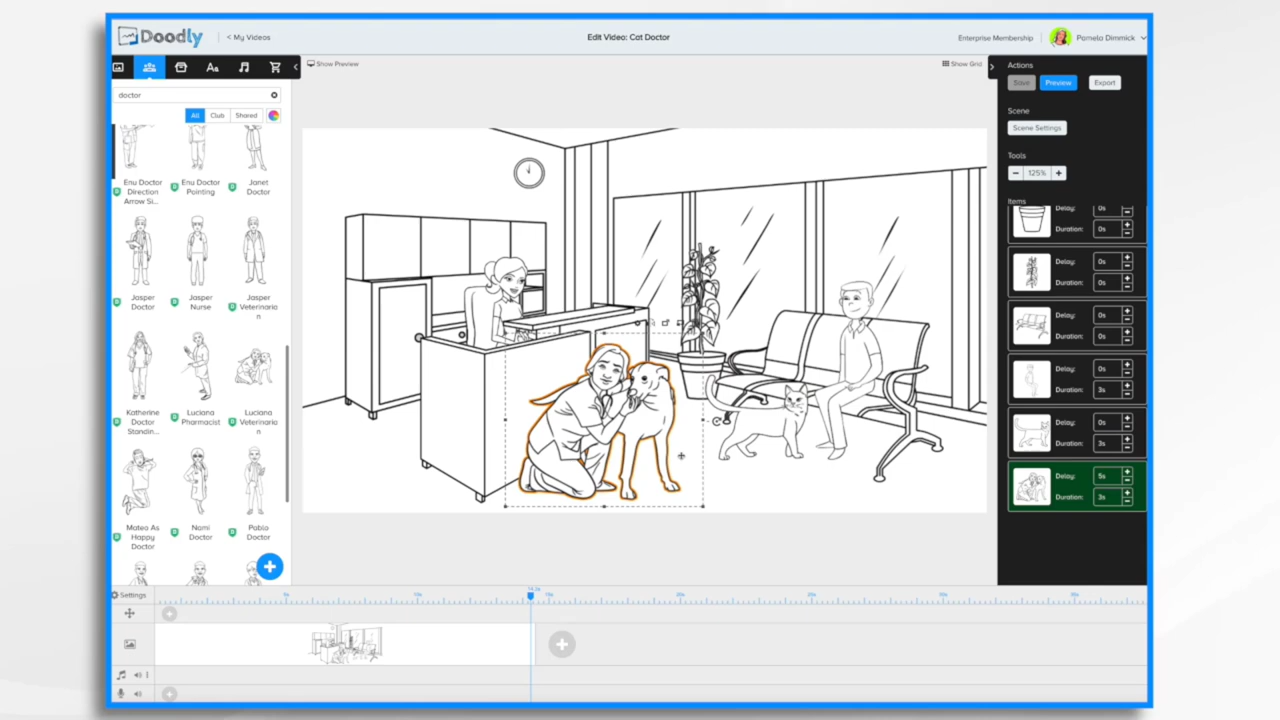 Doodly
< My Videos
Edit Video: Cat Doctor
Enterprise Membership
Pamela Dimmick
Show Preview
Show Grid
doctor
All
Club
Shared
Enu Doctor
Direction
Arrow Si...
Enu Doctor
Pointing
Janet
Doctor
Jasper
Doctor
Jasper
Nurse
Jasper
Veterinaria
n
Katherine
Doctor
Standin...
Luciana
Pharmacist
Luciana
Veterinaria
n
Mateo As
Happy
Doctor
Nami
Doctor
Pablo
Doctor
Actions
Save
Preview
Export
Scene
Scene Settings
Tools
125%
Items
Delay: 0s
Duration: 0s
Delay: 0s
Duration: 0s
Delay: 0s
Duration: 0s
Delay: 0s
Duration: 3s
Delay: 0s
Duration: 3s
Delay: 5s
Duration: 3s
Settings